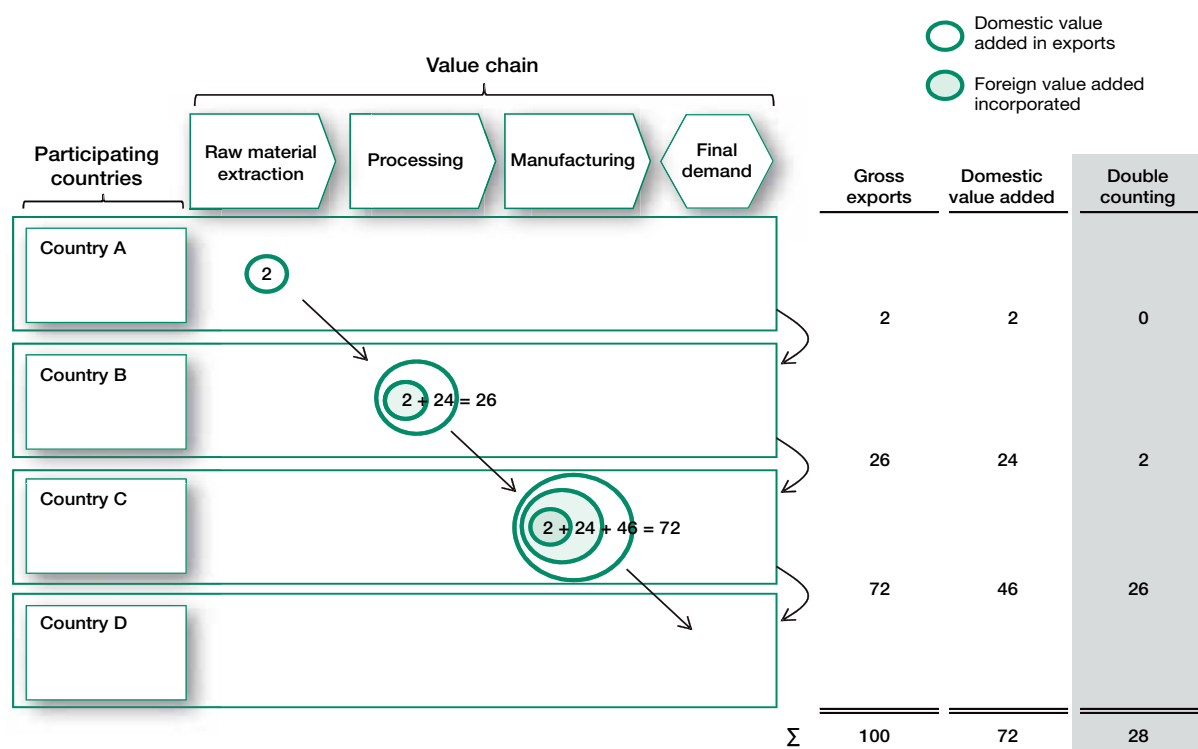 Domestic value
added in exports
Foreign value added
incorporated
Value chain
Participating
countries
Raw material
extraction
Processing
Manufacturing
Final
demand
Gross
exports
Domestic
value added
Double
counting
Country A
2
2 2 0
Country B
2 + 24 = 26
26 24 2
Country C
2 + 24 + 46 = 72
72 46 26
Country D
Σ 100 72 28